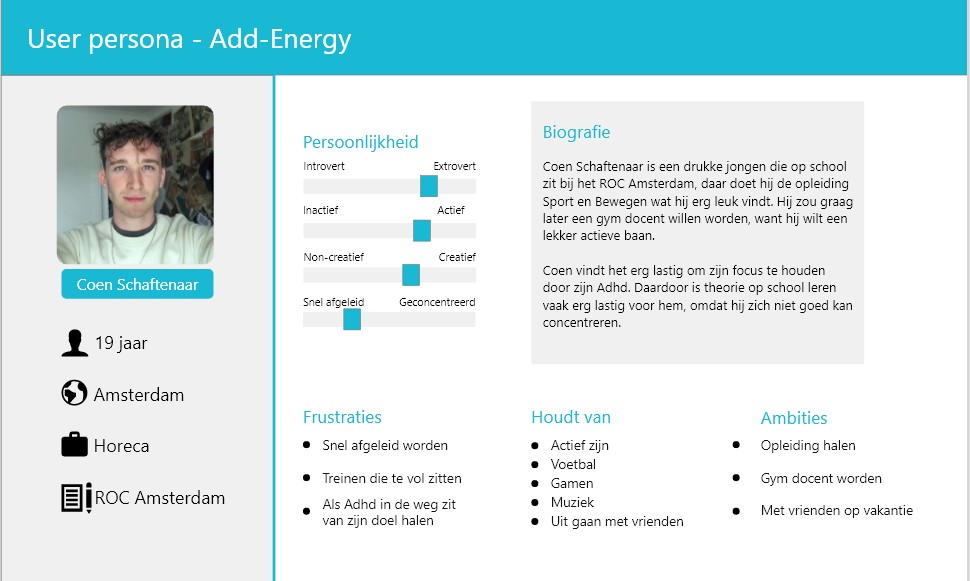 User persona - Add-Energy
Coen Schaftenaar
19 jaar
Amsterdam
Horeca
ROC Amsterdam
Persoonlijkheid
Introvert Extrovert
Inactief Actief
Non-creatief Creatief
Snel afgeleid Geconcentreerd
Biografie
Coen Schaftenaar is een drukke jongen die op school
zit bij het ROC Amsterdam, daar doet hij de opleiding
Sport en Bewegen wat hij erg leuk vindt. Hij zou graag
later een gym docent willen worden, want hij wilt een
lekker actieve baan.
Coen vindt het erg lastig om zijn focus te houden
door zijn Adhd. Daardoor is theorie op school leren
vaak erg lastig voor hem, omdat hij zich niet goed kan
concentreren.
Frustraties
Snel afgeleid worden
Treinen die te vol zitten
Als Adhd in de weg zit
van zijn doel halen
Houdt van
Actief zijn
Voetbal
Gamen
Muziek
Uit gaan met vrienden
Ambities
Opleiding halen
Gym docent worden
Met vrienden op vakantie